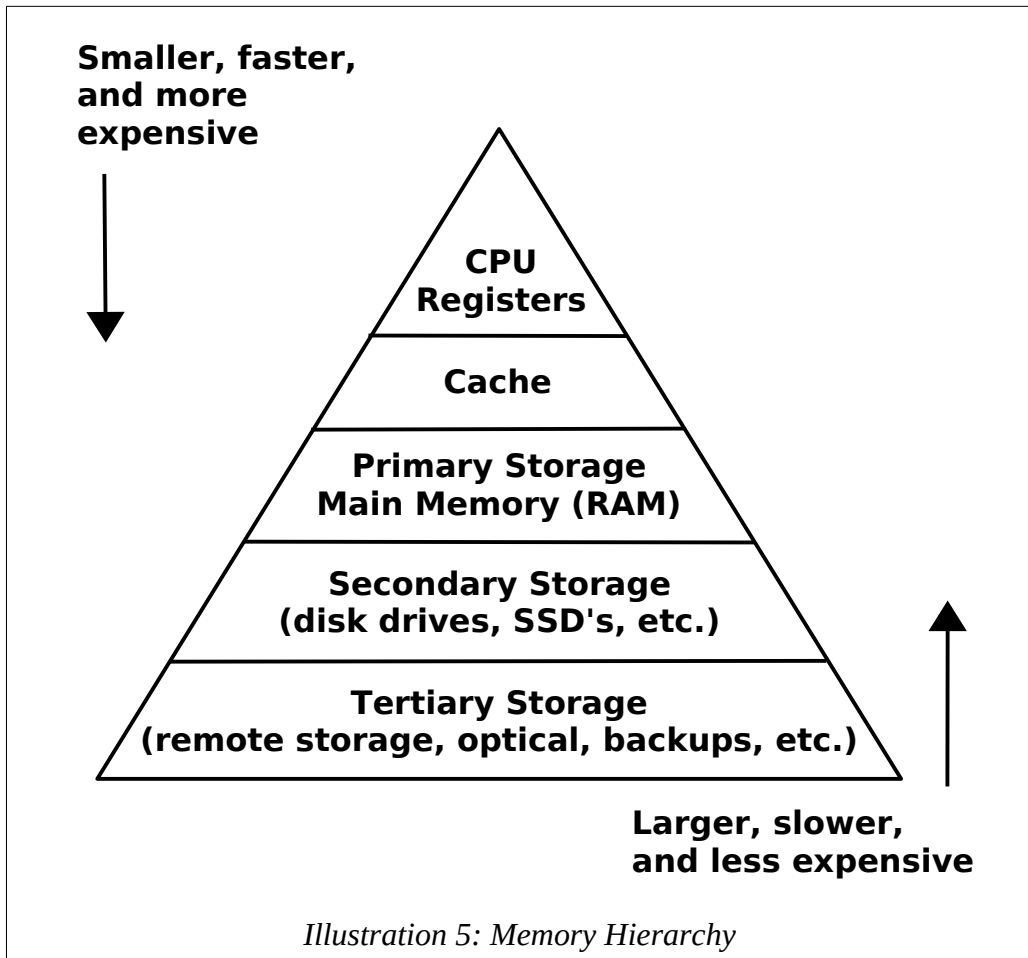 Smaller, faster,
and more
expensive
CPU
Registers
Cache
Primary Storage
Main Memory (RAM)
Secondary Storage
(disk drives, SSD's, etc.)
Tertiary Storage
(remote storage, optical, backups, etc.)
Larger, slower,
and less expensive
Illustration 5: Memory Hierarchy